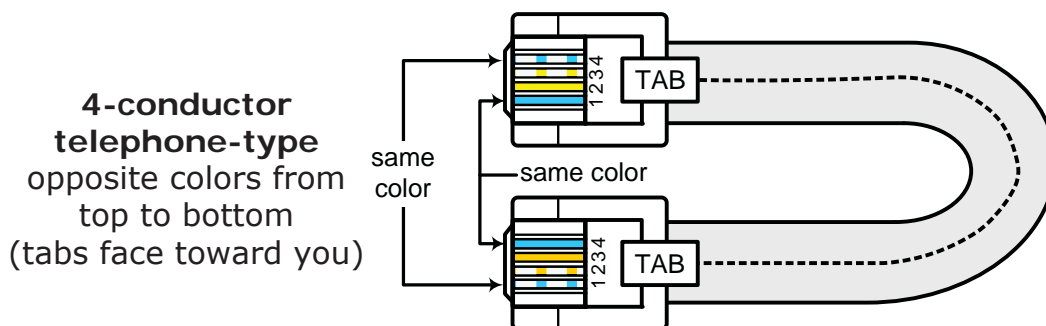 4-conductor
telephone-type
opposite colors from
top to bottom
(tabs face toward you)
same
color
same color
1234
TAB
1234
TAB